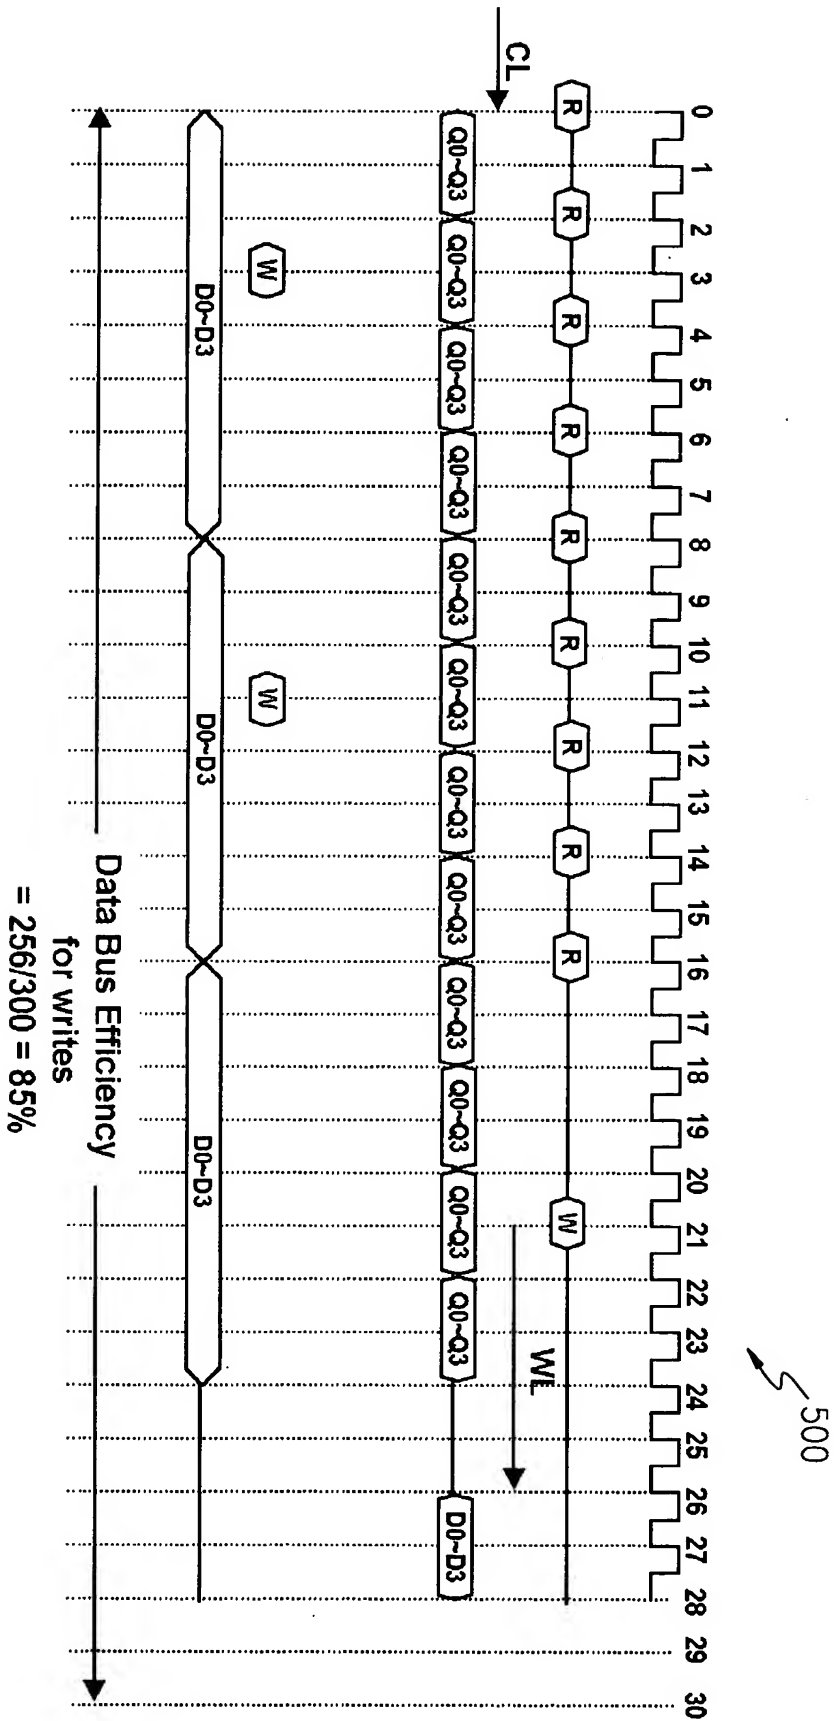 500
0 1 2 3 4 5 6 7 8 9 10 11 12 13 14 15 16 17 18 19 20 21 22 23 24 25 26 27 28 29 30
R R R R R R R R R W
CL WL
Q0~Q3 Q0~Q3 Q0~Q3 Q0~Q3 Q0~Q3 Q0~Q3 Q0~Q3 Q0~Q3 Q0~Q3 Q0~Q3 Q0~Q3 Q0~Q3 D0~D3
W W
D0~D3 D0~D3 D0~D3
Data Bus Efficiency
for writes
= 256/300 = 85%